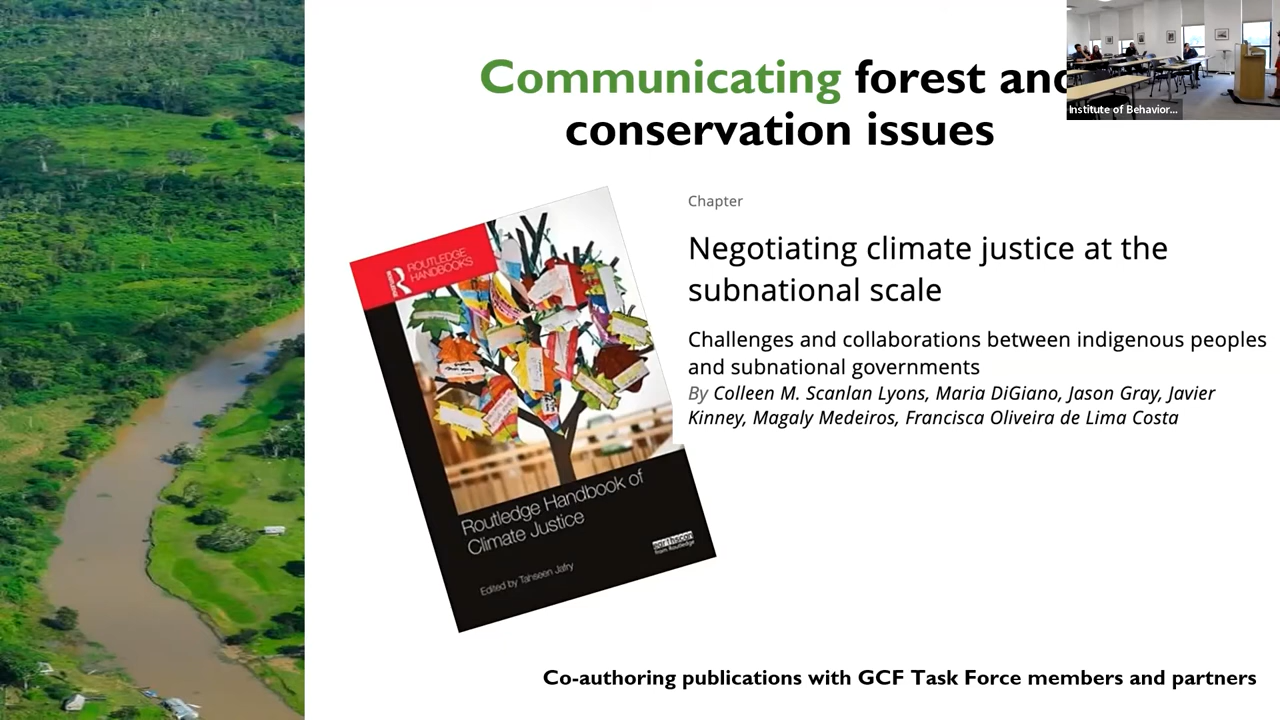 Communicating forest and
conservation issues
Institute of Behavior...
Chapter
Negotiating climate justice at the
subnational scale
Challenges and collaborations between indigenous peoples
and subnational governments
By Colleen M. Scanlan Lyons, Maria DiGiano, Jason Gray, Javier
Kinney, Magaly Medeiros, Francisca Oliveira de Lima Costa
R
ROUTLEDGE
HANDBOOKS
Routledge Handbook of
Climate Justice
Edited by Tahseen Jafry
earthscan
from Routledge
Co-authoring publications with GCF Task Force members and partners